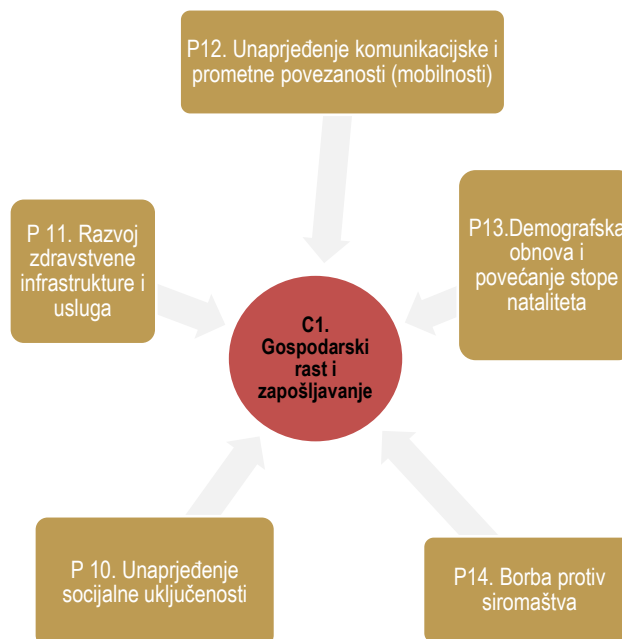 P12. Unaprjeđenje komunikacijske i
prometne povezanosti (mobilnosti)
P 11. Razvoj
zdravstvene
infrastrukture i
usluga
P13.Demografska
obnova i
povećanje stope
nataliteta
C1.
Gospodarski
rast i
zapošljavanje
P 10. Unaprjeđenje
socijalne uključenosti
P14. Borba protiv
siromaštva